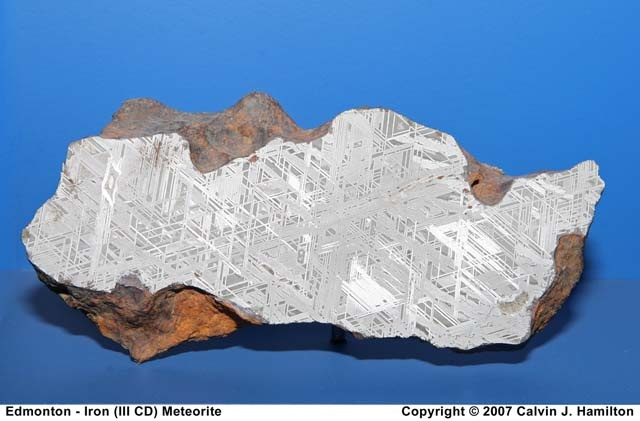 Edmonton - Iron (III CD) Meteorite
Copyright © 2007 Calvin J. Hamilton